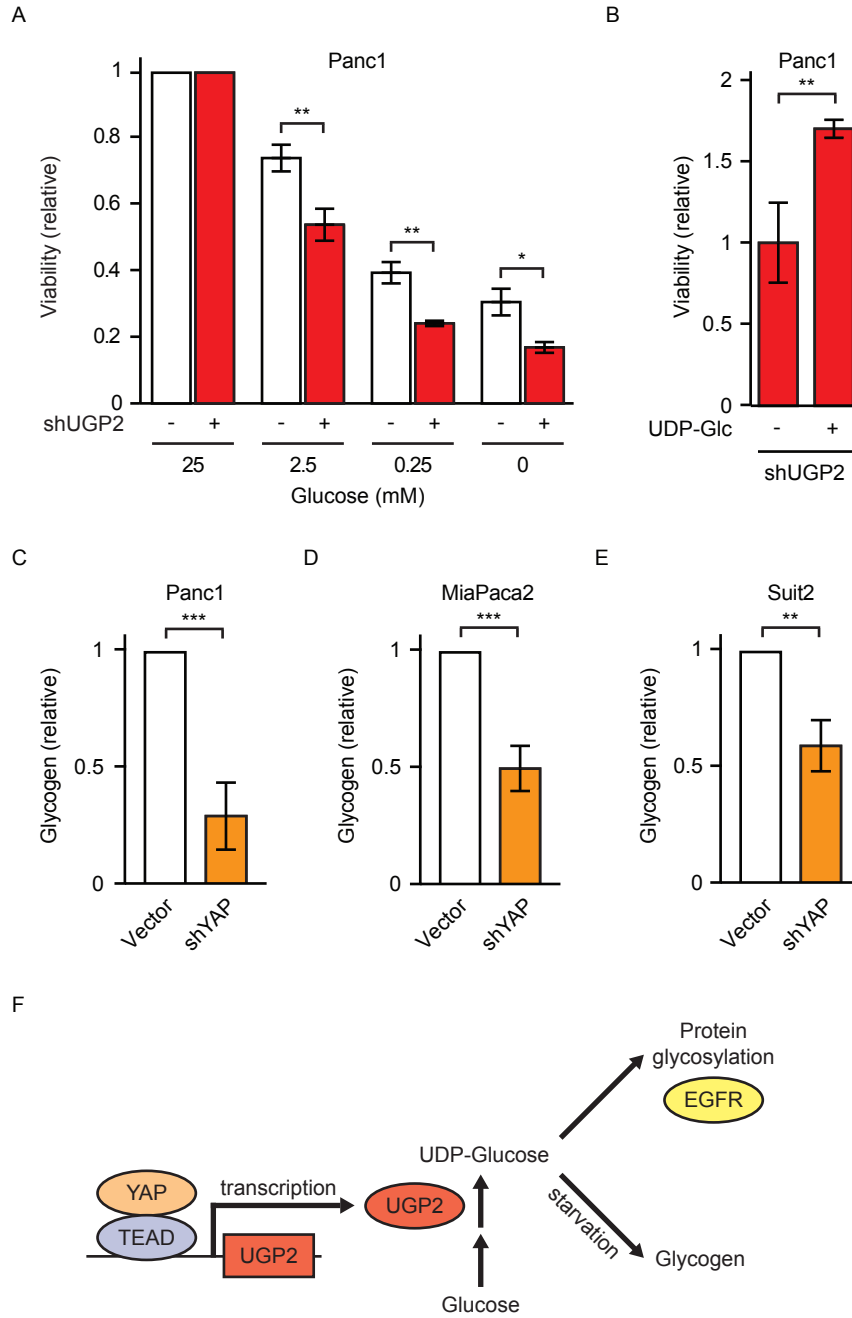 A
Panc1
Viability (relative)
1
0.8
0.6
0.4
0.2
0
**
**
*
shUGP2
- + - + - + - +
25 2.5 0.25 0
Glucose (mM)
B
Panc1
Viability (relative)
2
1.5
1
0.5
0
**
UDP-Glc
- +
shUGP2
C
Panc1
***
Glycogen (relative)
1
0.5
0
Vector
shYAP
D
MiaPaca2
***
Glycogen (relative)
1
0.5
0
Vector
shYAP
E
Suit2
**
Glycogen (relative)
1
0.5
0
Vector
shYAP
F
Protein
glycosylation
EGFR
UDP-Glucose
YAP
transcription
UGP2
TEAD
UGP2
starvation
Glycogen
Glucose